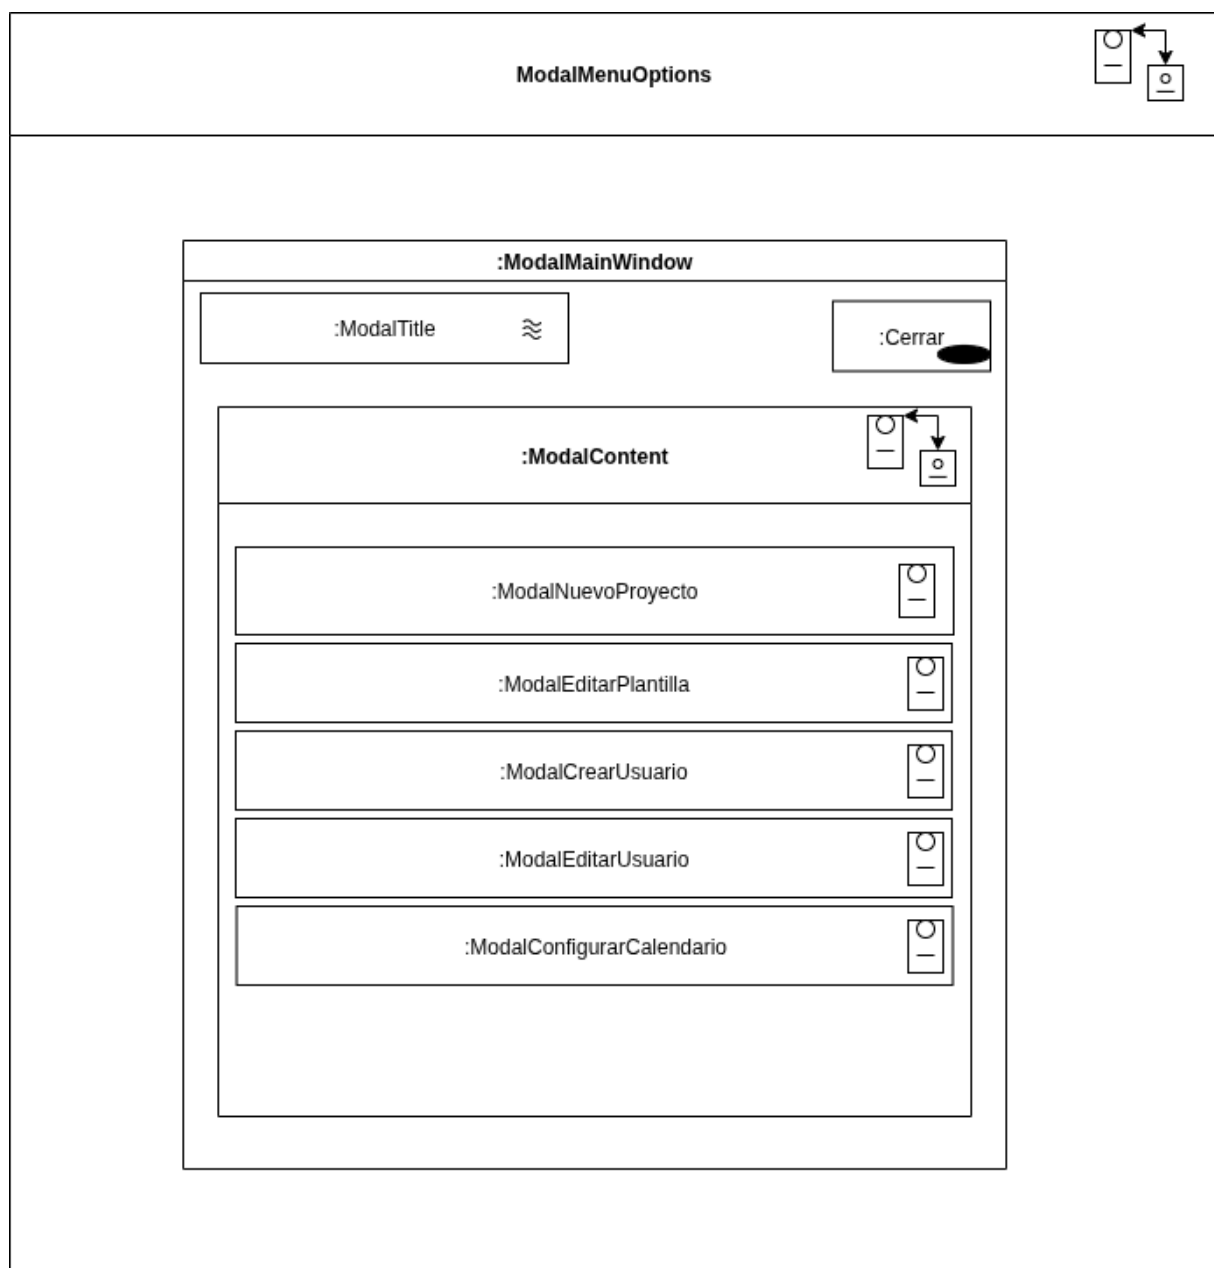 ModalMenuOptions
:ModalMainWindow
:ModalTitle
:Cerrar
:ModalContent
:ModalNuevoProyecto
:ModalEditarPlantilla
:ModalCrearUsuario
:ModalEditarUsuario
:ModalConfigurarCalendario